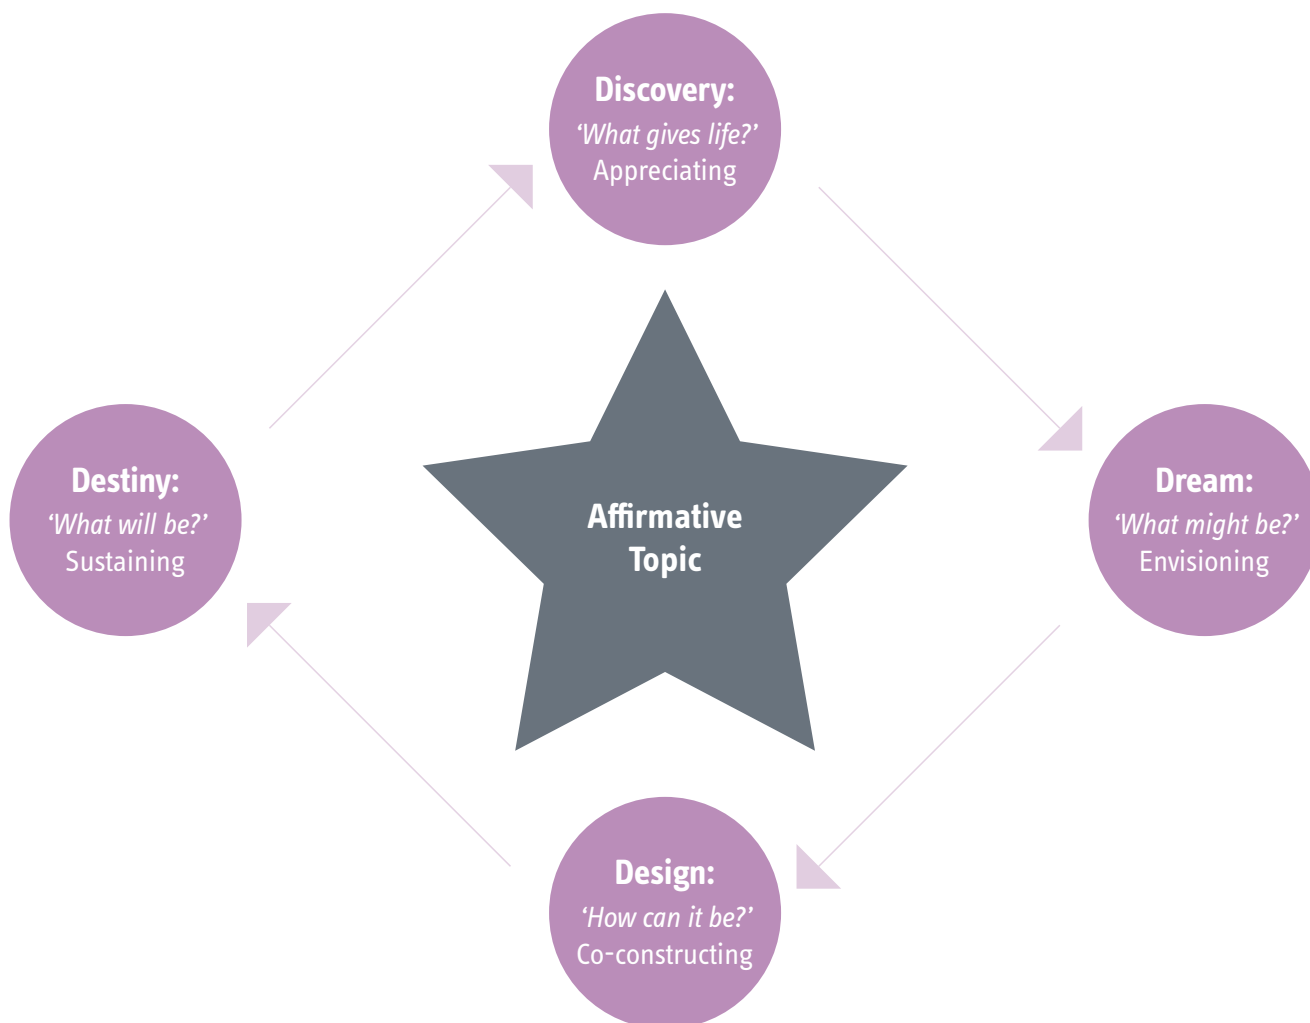 Discovery:
‘What gives life?’
Appreciating
Destiny:
‘What will be?’
Sustaining
Affirmative
Topic
Dream:
‘What might be?’
Envisioning
Design:
‘How can it be?’
Co-constructing